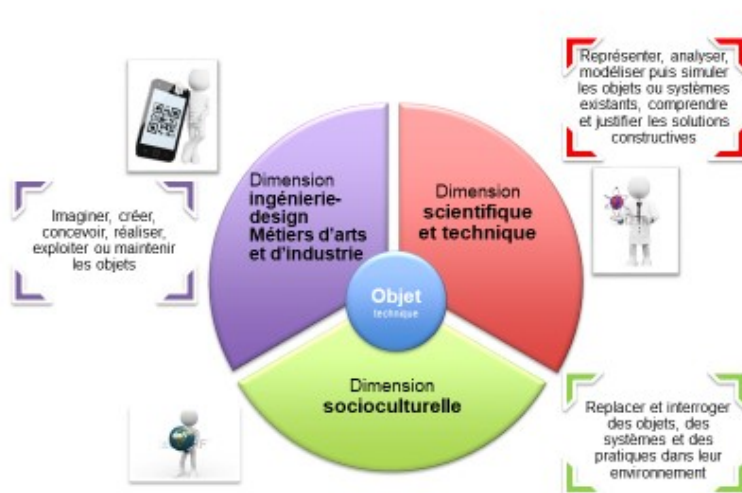 Représenter, analyser,
modéliser puis simuler
les objets ou systèmes
existants, comprendre
et justifier les solutions
constructives
Dimension
ingénierie-
design
Métiers d'arts
et d'industrie
Dimension
scientifique
et technique
Imaginer, créer,
concevoir, réaliser,
exploiter ou maintenir
les objets
Objet
technique
Dimension
socioculturelle
Replacer et interroger
des objets, des
systèmes et des
pratiques dans leur
environnement